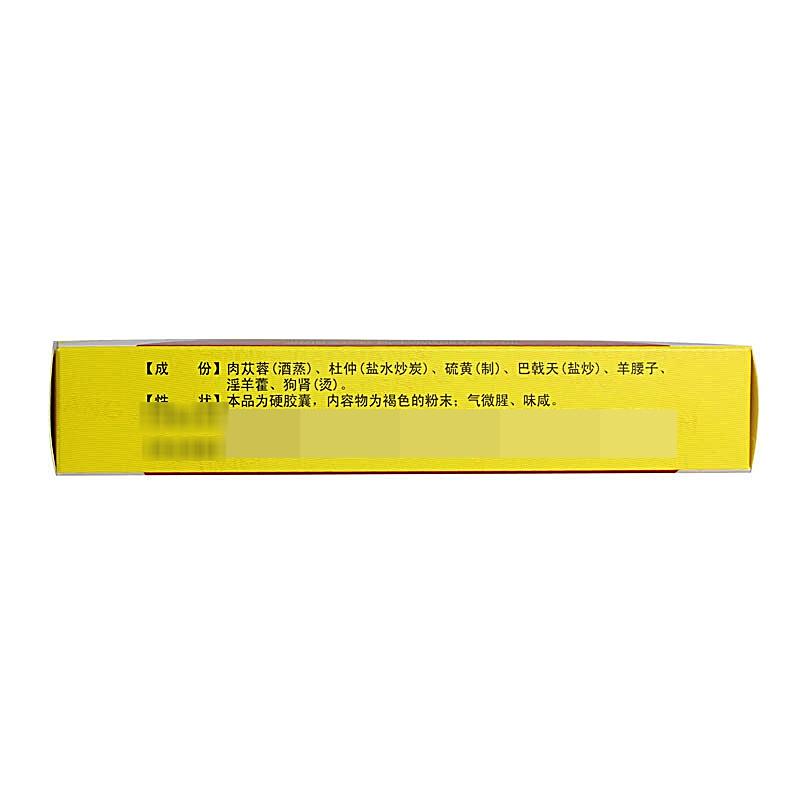 【成　　份】肉苁蓉(酒蒸)、杜仲(盐水炒炭)、硫黄(制)、巴戟天(盐炒)、羊腰子、
淫羊藿、狗肾(烫)。
【性　　状】本品为硬胶囊，内容物为褐色的粉末；气微腥、味咸。